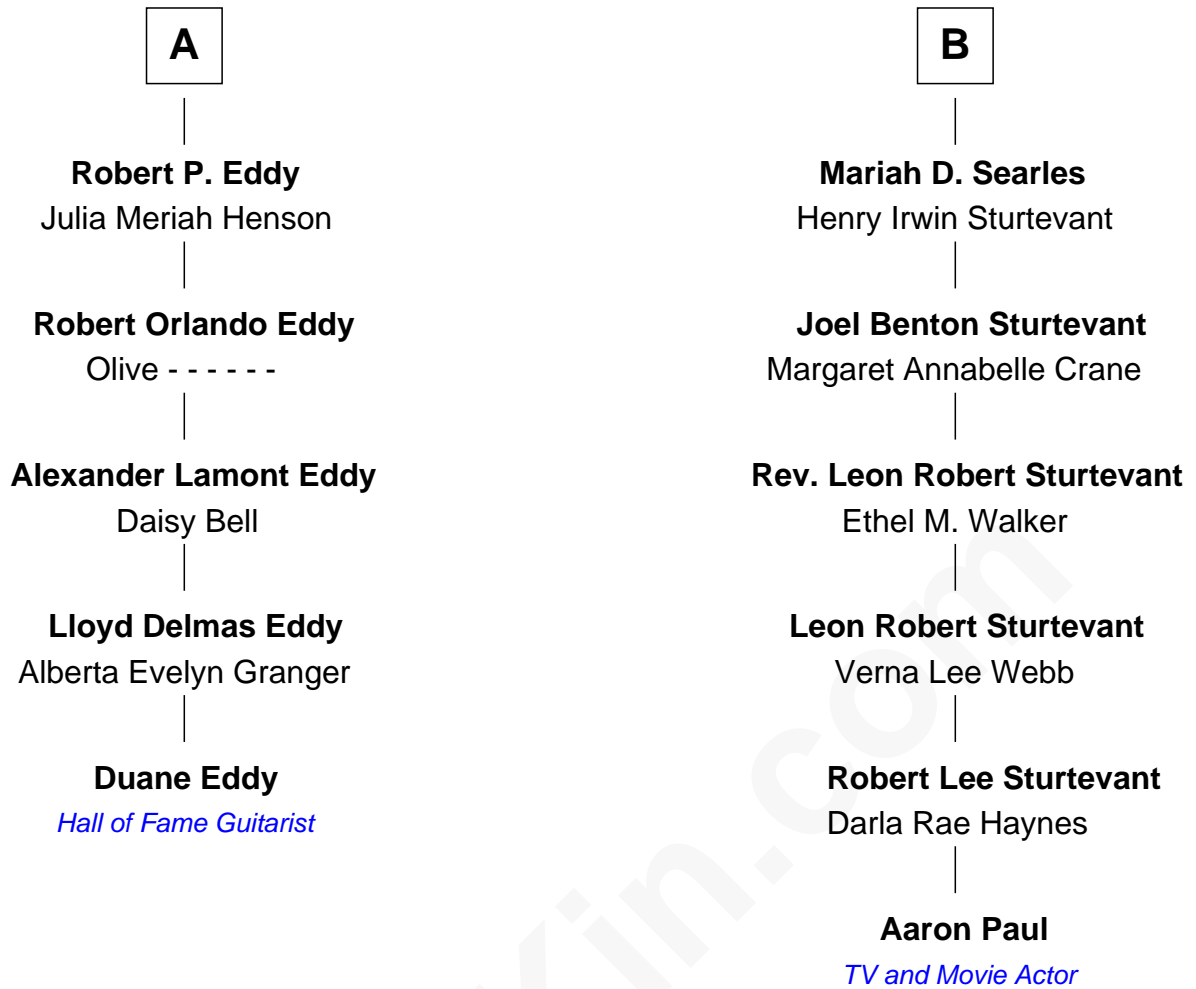 A
Robert P. Eddy
Julia Meriah Henson
Robert Orlando Eddy
Olive - - - - - -
Alexander Lamont Eddy
Daisy Bell
Lloyd Delmas Eddy
Alberta Evelyn Granger
Duane Eddy
Hall of Fame Guitarist
B
Mariah D. Searles
Henry Irwin Sturtevant
Joel Benton Sturtevant
Margaret Annabelle Crane
Rev. Leon Robert Sturtevant
Ethel M. Walker
Leon Robert Sturtevant
Verna Lee Webb
Robert Lee Sturtevant
Darla Rae Haynes
Aaron Paul
TV and Movie Actor
Kin.com